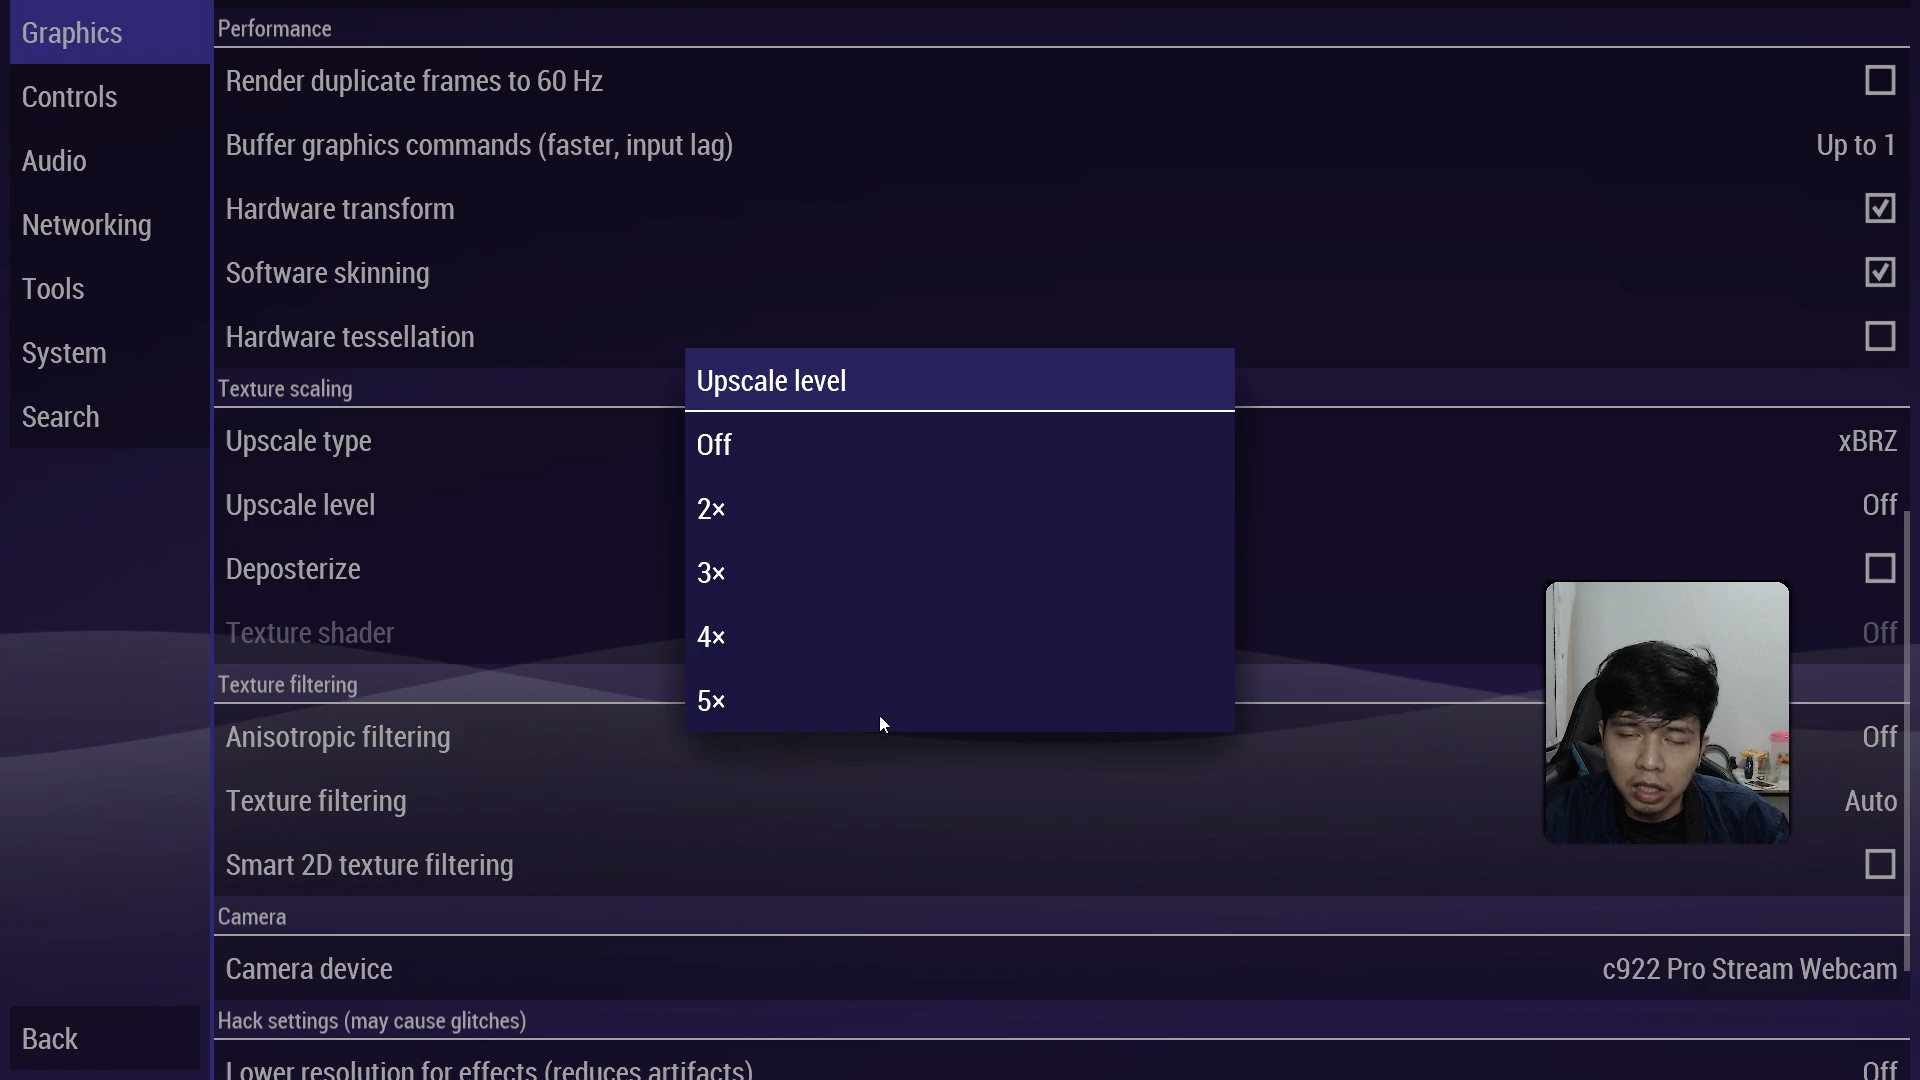 Graphics
Controls
Audio
Networking
Tools
System
Search
Back
Performance
Render duplicate frames to 60 Hz
Buffer graphics commands (faster, input lag) Up to 1
Hardware transform
Software skinning
Hardware tessellation
Texture scaling
Upscale type xBRZ
Upscale level Off
Deposterize
Texture shader Off
Texture filtering
Anisotropic filtering Off
Texture filtering Auto
Smart 2D texture filtering
Camera
Camera device c922 Pro Stream Webcam
Hack settings (may cause glitches)
Lower resolution for effects (reduces artifacts) Off
Upscale level
Off
2×
3×
4×
5×